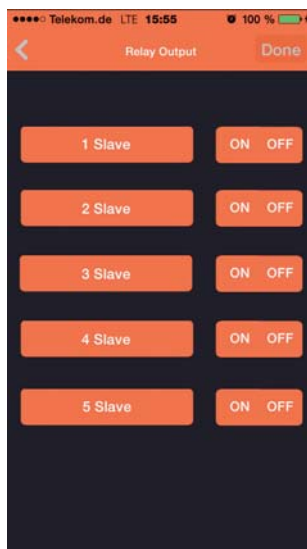 Telekom.de LTE 15:55 100 %
Relay Output Done
1 Slave ON OFF
2 Slave ON OFF
3 Slave ON OFF
4 Slave ON OFF
5 Slave ON OFF